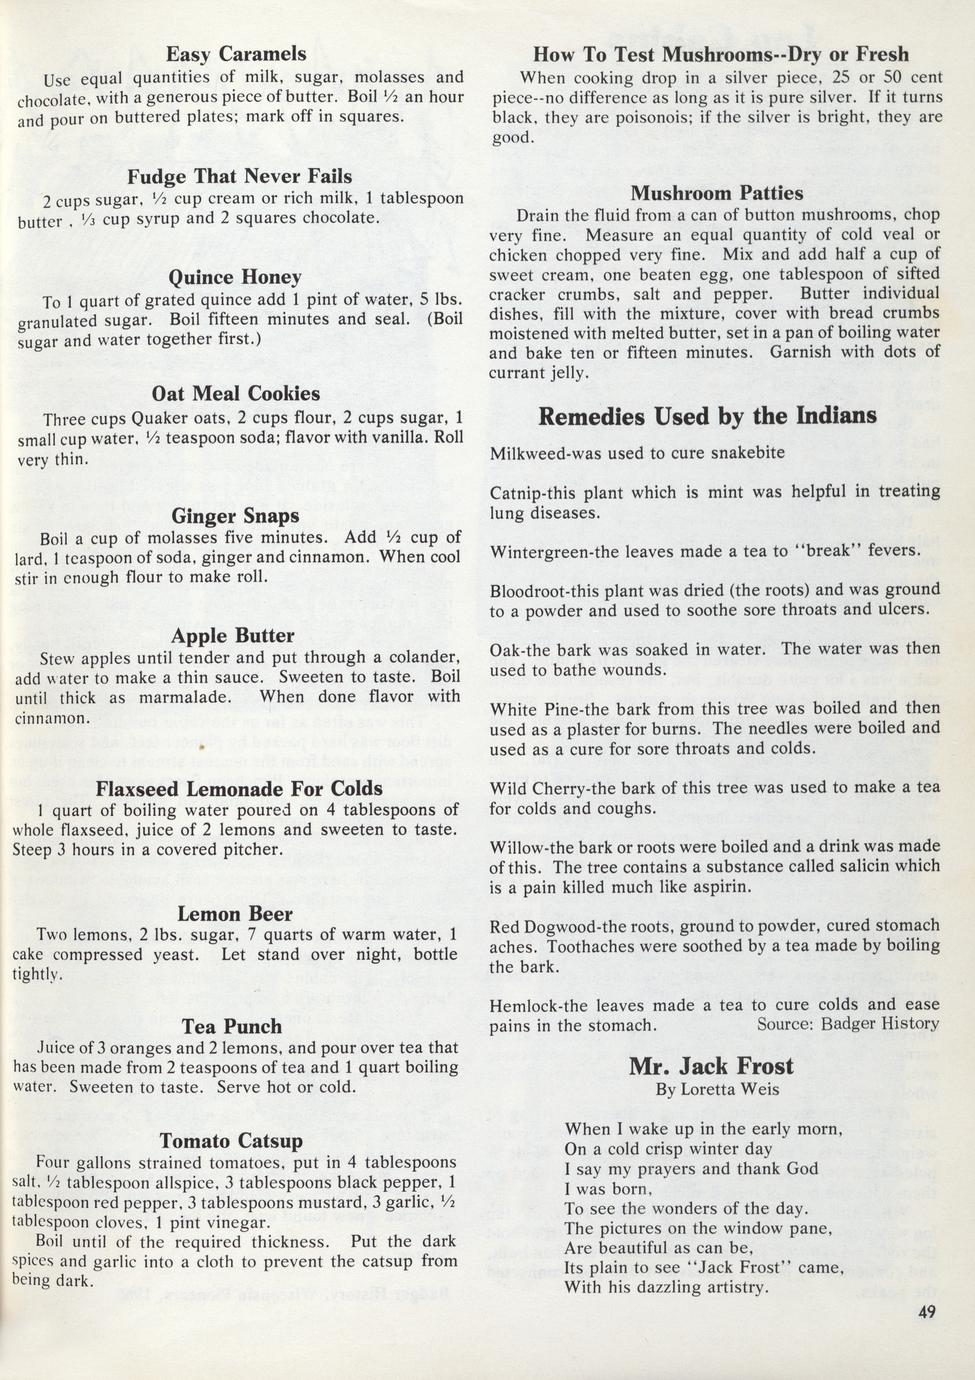 Easy Caramels
Use equal quantities of milk, sugar, molasses and
chocolate, with a generous piece of butter. Boil ½ an hour
and pour on buttered plates; mark off in squares.
Fudge That Never Fails
2 cups sugar, ½ cup cream or rich milk, 1 tablespoon
butter , ⅓ cup syrup and 2 squares chocolate.
Quince Honey
To 1 quart of grated quince add 1 pint of water, 5 lbs.
granulated sugar. Boil fifteen minutes and seal. (Boil
sugar and water together first.)
Oat Meal Cookies
Three cups Quaker oats, 2 cups flour, 2 cups sugar, 1
small cup water, ½ teaspoon soda; flavor with vanilla. Roll
very thin.
Ginger Snaps
Boil a cup of molasses five minutes. Add ½ cup of
lard, 1 teaspoon of soda, ginger and cinnamon. When cool
stir in enough flour to make roll.
Apple Butter
Stew apples until tender and put through a colander,
add water to make a thin sauce. Sweeten to taste. Boil
until thick as marmalade. When done flavor with
cinnamon.
Flaxseed Lemonade For Colds
1 quart of boiling water poured on 4 tablespoons of
whole flaxseed, juice of 2 lemons and sweeten to taste.
Steep 3 hours in a covered pitcher.
Lemon Beer
Two lemons, 2 lbs. sugar, 7 quarts of warm water, 1
cake compressed yeast. Let stand over night, bottle
tightly.
Tea Punch
Juice of 3 oranges and 2 lemons, and pour over tea that
has been made from 2 teaspoons of tea and 1 quart boiling
water. Sweeten to taste. Serve hot or cold.
Tomato Catsup
Four gallons strained tomatoes, put in 4 tablespoons
salt, ½ tablespoon allspice, 3 tablespoons black pepper, 1
tablespoon red pepper, 3 tablespoons mustard, 3 garlic, ½
tablespoon cloves, 1 pint vinegar.
Boil until of the required thickness. Put the dark
spices and garlic into a cloth to prevent the catsup from
being dark.
How To Test Mushrooms--Dry or Fresh
When cooking drop in a silver piece, 25 or 50 cent
piece--no difference as long as it is pure silver. If it turns
black, they are poisonois; if the silver is bright, they are
good.
Mushroom Patties
Drain the fluid from a can of button mushrooms, chop
very fine. Measure an equal quantity of cold veal or
chicken chopped very fine. Mix and add half a cup of
sweet cream, one beaten egg, one tablespoon of sifted
cracker crumbs, salt and pepper. Butter individual
dishes, fill with the mixture, cover with bread crumbs
moistened with melted butter, set in a pan of boiling water
and bake ten or fifteen minutes. Garnish with dots of
currant jelly.
Remedies Used by the Indians
Milkweed-was used to cure snakebite
Catnip-this plant which is mint was helpful in treating
lung diseases.
Wintergreen-the leaves made a tea to "break" fevers.
Bloodroot-this plant was dried (the roots) and was ground
to a powder and used to soothe sore throats and ulcers.
Oak-the bark was soaked in water. The water was then
used to bathe wounds.
White Pine-the bark from this tree was boiled and then
used as a plaster for burns. The needles were boiled and
used as a cure for sore throats and colds.
Wild Cherry-the bark of this tree was used to make a tea
for colds and coughs.
Willow-the bark or roots were boiled and a drink was made
of this. The tree contains a substance called salicin which
is a pain killed much like aspirin.
Red Dogwood-the roots, ground to powder, cured stomach
aches. Toothaches were soothed by a tea made by boiling
the bark.
Hemlock-the leaves made a tea to cure colds and ease
pains in the stomach. Source: Badger History
Mr. Jack Frost
By Loretta Weis
When I wake up in the early morn,
On a cold crisp winter day
I say my prayers and thank God
I was born,
To see the wonders of the day.
The pictures on the window pane,
Are beautiful as can be,
Its plain to see "Jack Frost" came,
With his dazzling artistry.
49